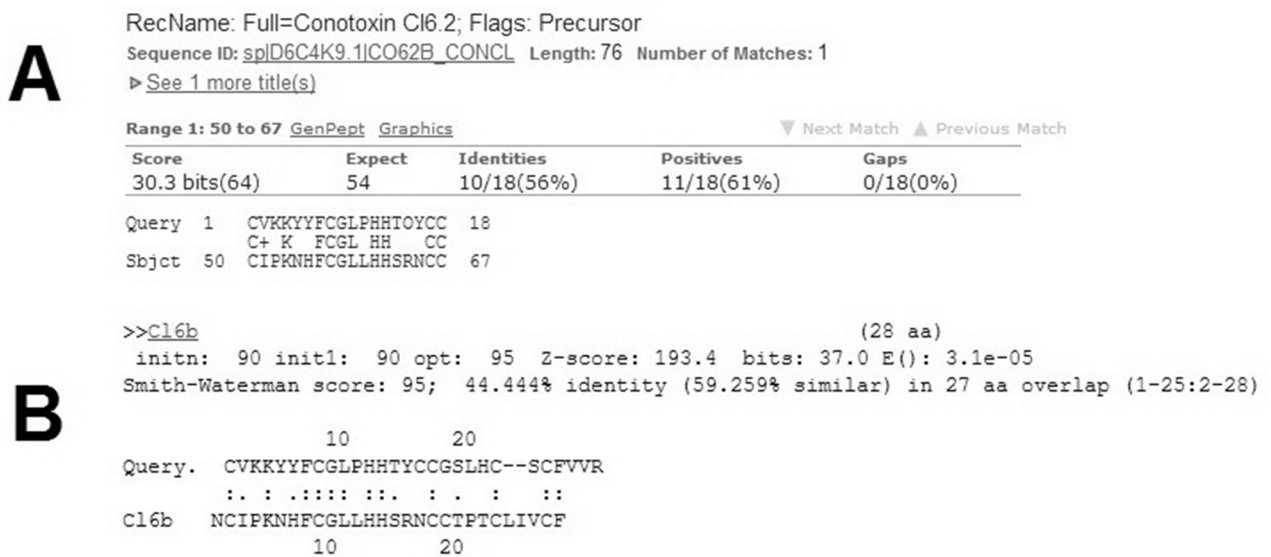 A
RecName: Full=Conotoxin Cl6.2; Flags: Precursor
Sequence ID: sp|D6C4K9.1|CO62B_CONCL Length: 76 Number of Matches: 1
See 1 more title(s)
Range 1: 50 to 67 GenPept Graphics Next Match Previous Match
Score Expect Identities Positives Gaps
30.3 bits(64) 54 10/18(56%) 11/18(61%) 0/18(0%)
Query 1 CVKKYYFCGLPHHTOYCC 18
C+ K FCGL HH CC
Sbjct 50 CIPKNHFCGLLHHSRNCC 67
B
>>Cl6b (28 aa)
initn: 90 init1: 90 opt: 95 Z-score: 193.4 bits: 37.0 E(): 3.1e-05
Smith-Waterman score: 95; 44.444% identity (59.259% similar) in 27 aa overlap (1-25:2-28)
10 20
Query. CVKKYYFCGLPHHTYCCGSLHC--SCFVVR
:. : .:::: ::. : . : ::
Cl6b NCIPKNHFCGLLHHSRNCCTPTCLIVCF
10 20